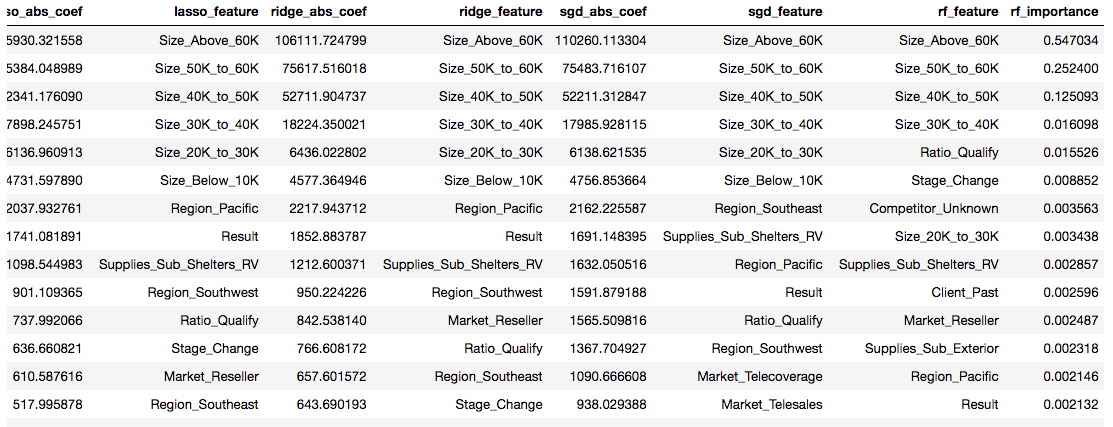 so_abs_coef lasso_feature ridge_abs_coef ridge_feature sgd_abs_coef sgd_feature rf_feature rf_importance
5930.321558 Size_Above_60K 106111.724799 Size_Above_60K 110260.113304 Size_Above_60K Size_Above_60K 0.547034
5384.048989 Size_50K_to_60K 75617.516018 Size_50K_to_60K 75483.716107 Size_50K_to_60K Size_50K_to_60K 0.252400
2341.176090 Size_40K_to_50K 52711.904737 Size_40K_to_50K 52211.312847 Size_40K_to_50K Size_40K_to_50K 0.125093
7898.245751 Size_30K_to_40K 18224.350021 Size_30K_to_40K 17985.928115 Size_30K_to_40K Size_30K_to_40K 0.016098
6136.960913 Size_20K_to_30K 6436.022802 Size_20K_to_30K 6138.621535 Size_20K_to_30K Ratio_Qualify 0.015526
4731.597890 Size_Below_10K 4577.364946 Size_Below_10K 4756.853664 Size_Below_10K Stage_Change 0.008852
2037.932761 Region_Pacific 2217.943712 Region_Pacific 2162.225587 Region_Southeast Competitor_Unknown 0.003563
1741.081891 Result 1852.883787 Result 1691.148395 Supplies_Sub_Shelters_RV Size_20K_to_30K 0.003438
1098.544983 Supplies_Sub_Shelters_RV 1212.600371 Supplies_Sub_Shelters_RV 1632.050516 Region_Pacific Supplies_Sub_Shelters_RV 0.002857
901.109365 Region_Southwest 950.224226 Region_Southwest 1591.879188 Result Client_Past 0.002596
737.992066 Ratio_Qualify 842.538140 Market_Reseller 1565.509816 Ratio_Qualify Market_Reseller 0.002487
636.660821 Stage_Change 766.608172 Ratio_Qualify 1367.704927 Region_Southwest Supplies_Sub_Exterior 0.002318
610.587616 Market_Reseller 657.601572 Region_Southeast 1090.666608 Market_Telecoverage Region_Pacific 0.002146
517.995878 Region_Southeast 643.690193 Stage_Change 938.029388 Market_Telesales Result 0.002132